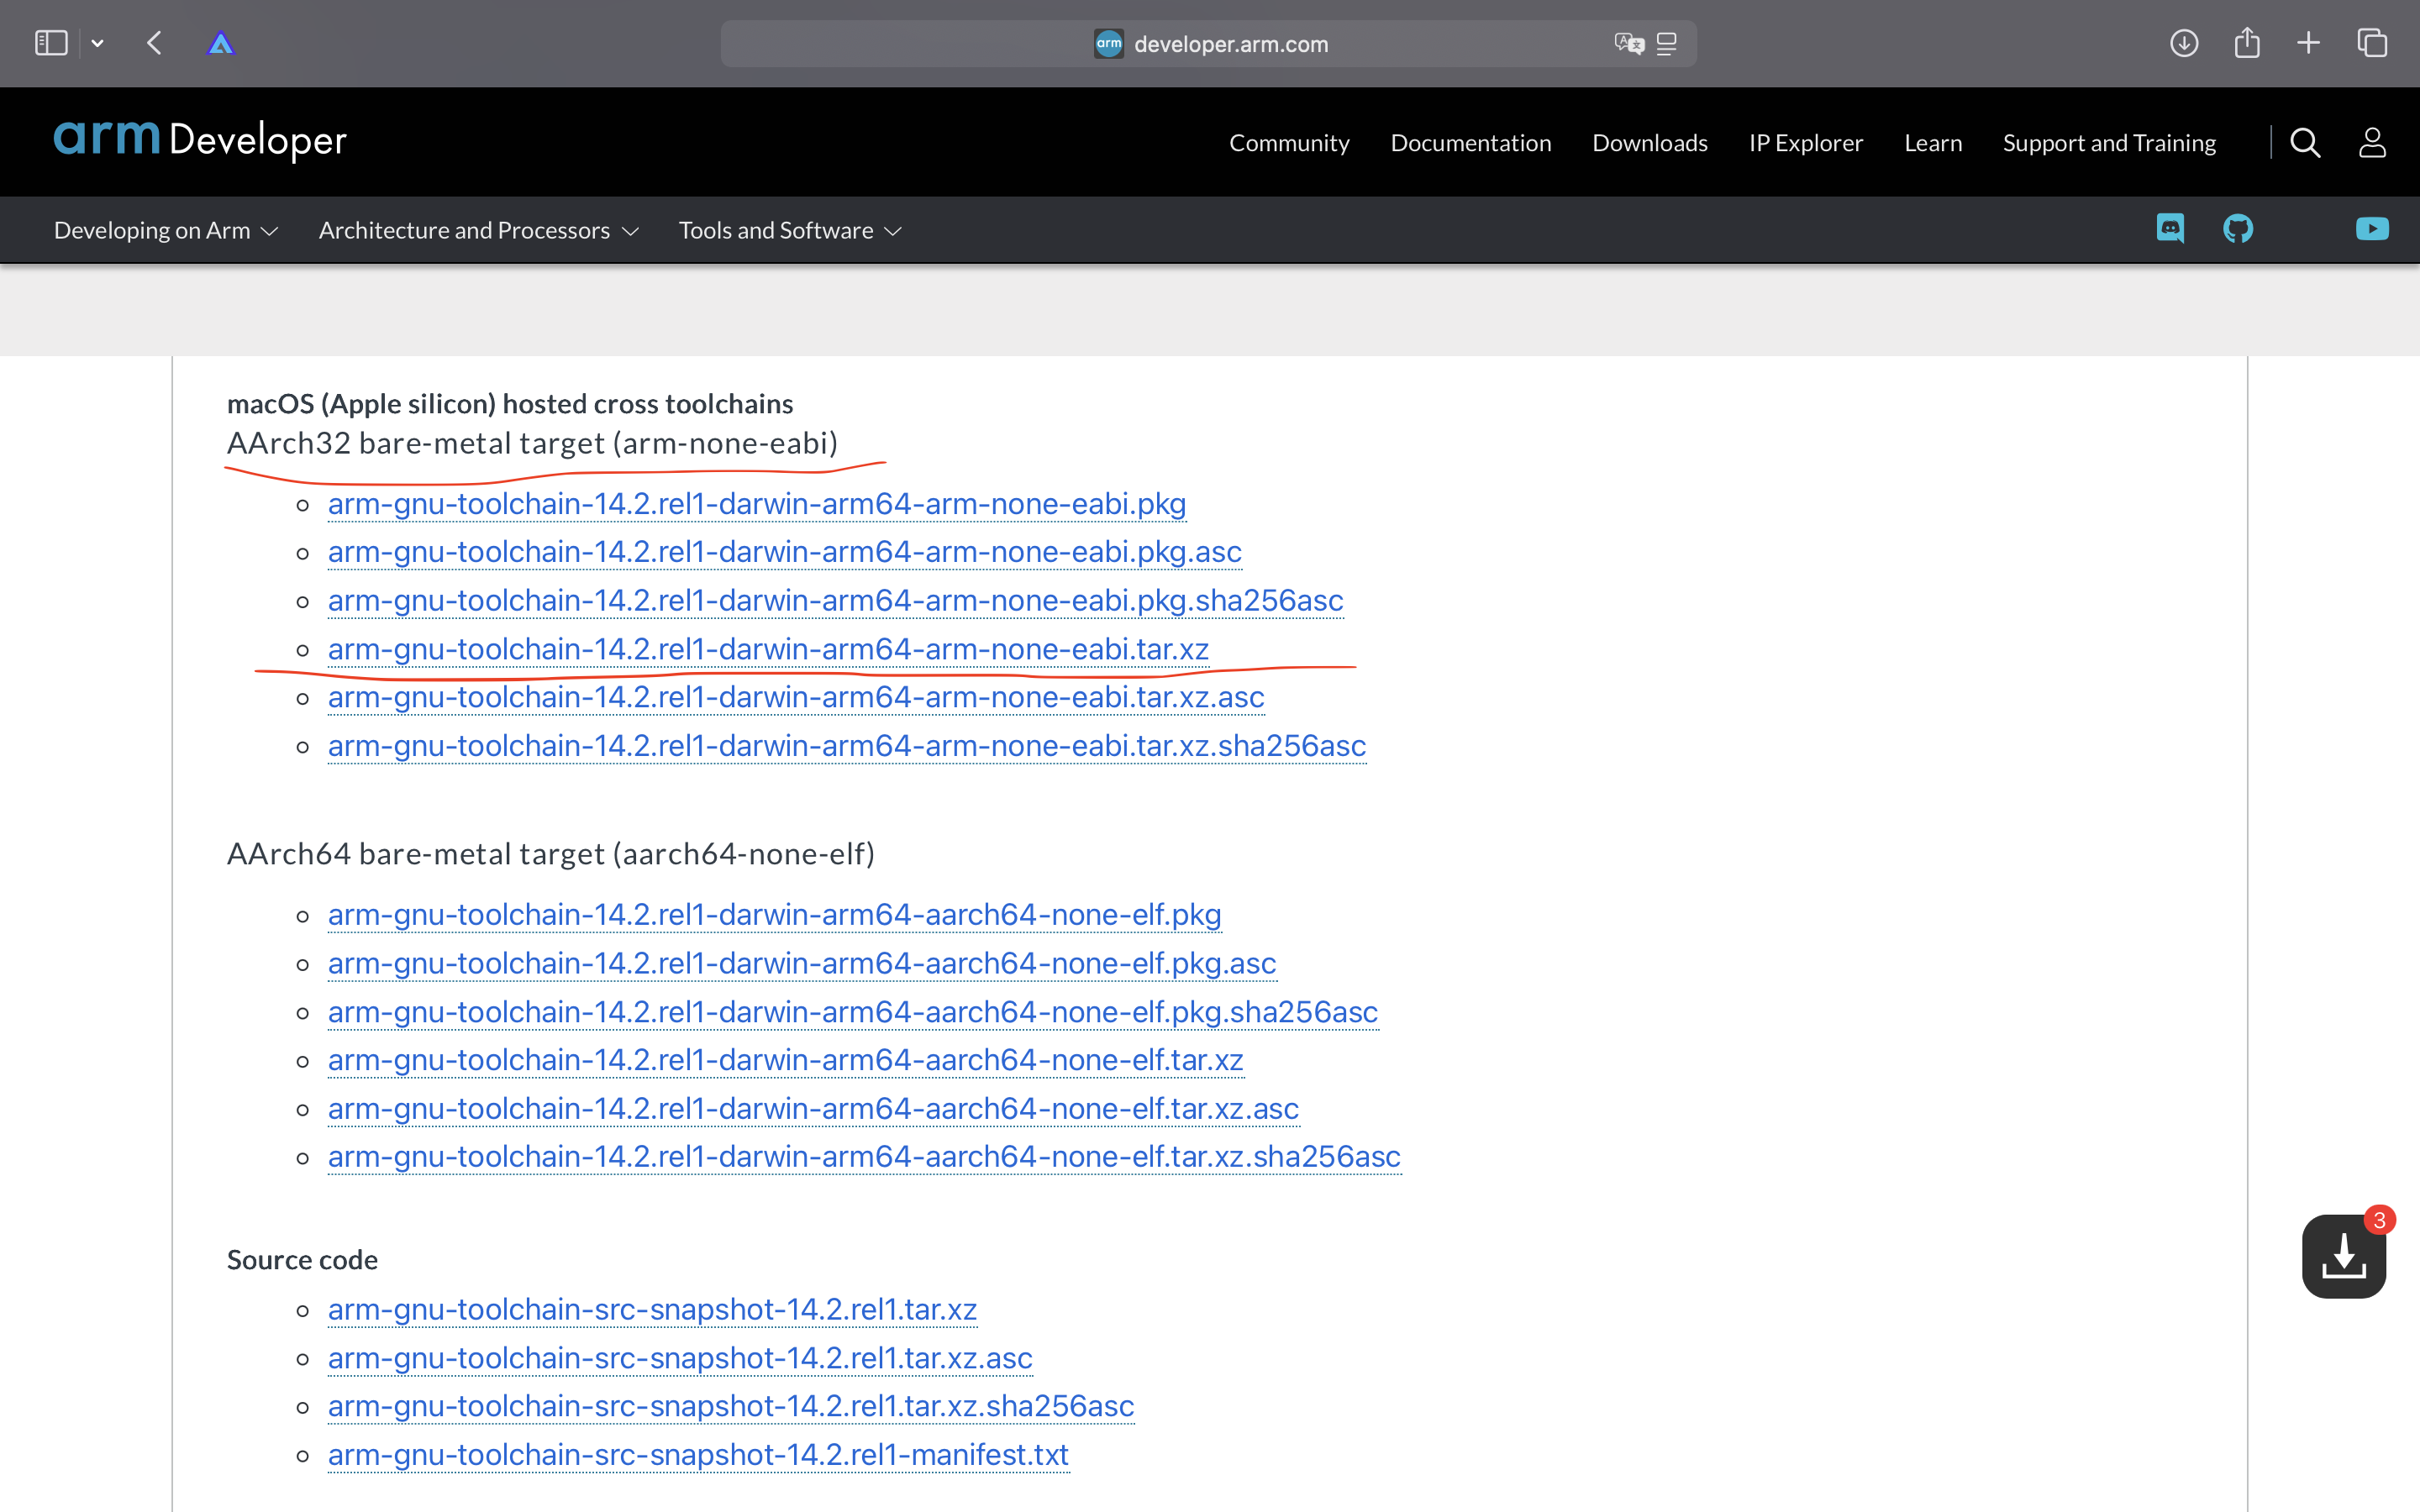 arm developer.arm.com
arm Developer
Community Documentation Downloads IP Explorer Learn Support and Training
Developing on Arm Architecture and Processors Tools and Software
macOS (Apple silicon) hosted cross toolchains
AArch32 bare-metal target (arm-none-eabi)
arm-gnu-toolchain-14.2.rel1-darwin-arm64-arm-none-eabi.pkg
arm-gnu-toolchain-14.2.rel1-darwin-arm64-arm-none-eabi.pkg.asc
arm-gnu-toolchain-14.2.rel1-darwin-arm64-arm-none-eabi.pkg.sha256asc
arm-gnu-toolchain-14.2.rel1-darwin-arm64-arm-none-eabi.tar.xz
arm-gnu-toolchain-14.2.rel1-darwin-arm64-arm-none-eabi.tar.xz.asc
arm-gnu-toolchain-14.2.rel1-darwin-arm64-arm-none-eabi.tar.xz.sha256asc
AArch64 bare-metal target (aarch64-none-elf)
arm-gnu-toolchain-14.2.rel1-darwin-arm64-aarch64-none-elf.pkg
arm-gnu-toolchain-14.2.rel1-darwin-arm64-aarch64-none-elf.pkg.asc
arm-gnu-toolchain-14.2.rel1-darwin-arm64-aarch64-none-elf.pkg.sha256asc
arm-gnu-toolchain-14.2.rel1-darwin-arm64-aarch64-none-elf.tar.xz
arm-gnu-toolchain-14.2.rel1-darwin-arm64-aarch64-none-elf.tar.xz.asc
arm-gnu-toolchain-14.2.rel1-darwin-arm64-aarch64-none-elf.tar.xz.sha256asc
3
Source code
arm-gnu-toolchain-src-snapshot-14.2.rel1.tar.xz
arm-gnu-toolchain-src-snapshot-14.2.rel1.tar.xz.asc
arm-gnu-toolchain-src-snapshot-14.2.rel1.tar.xz.sha256asc
arm-gnu-toolchain-src-snapshot-14.2.rel1-manifest.txt